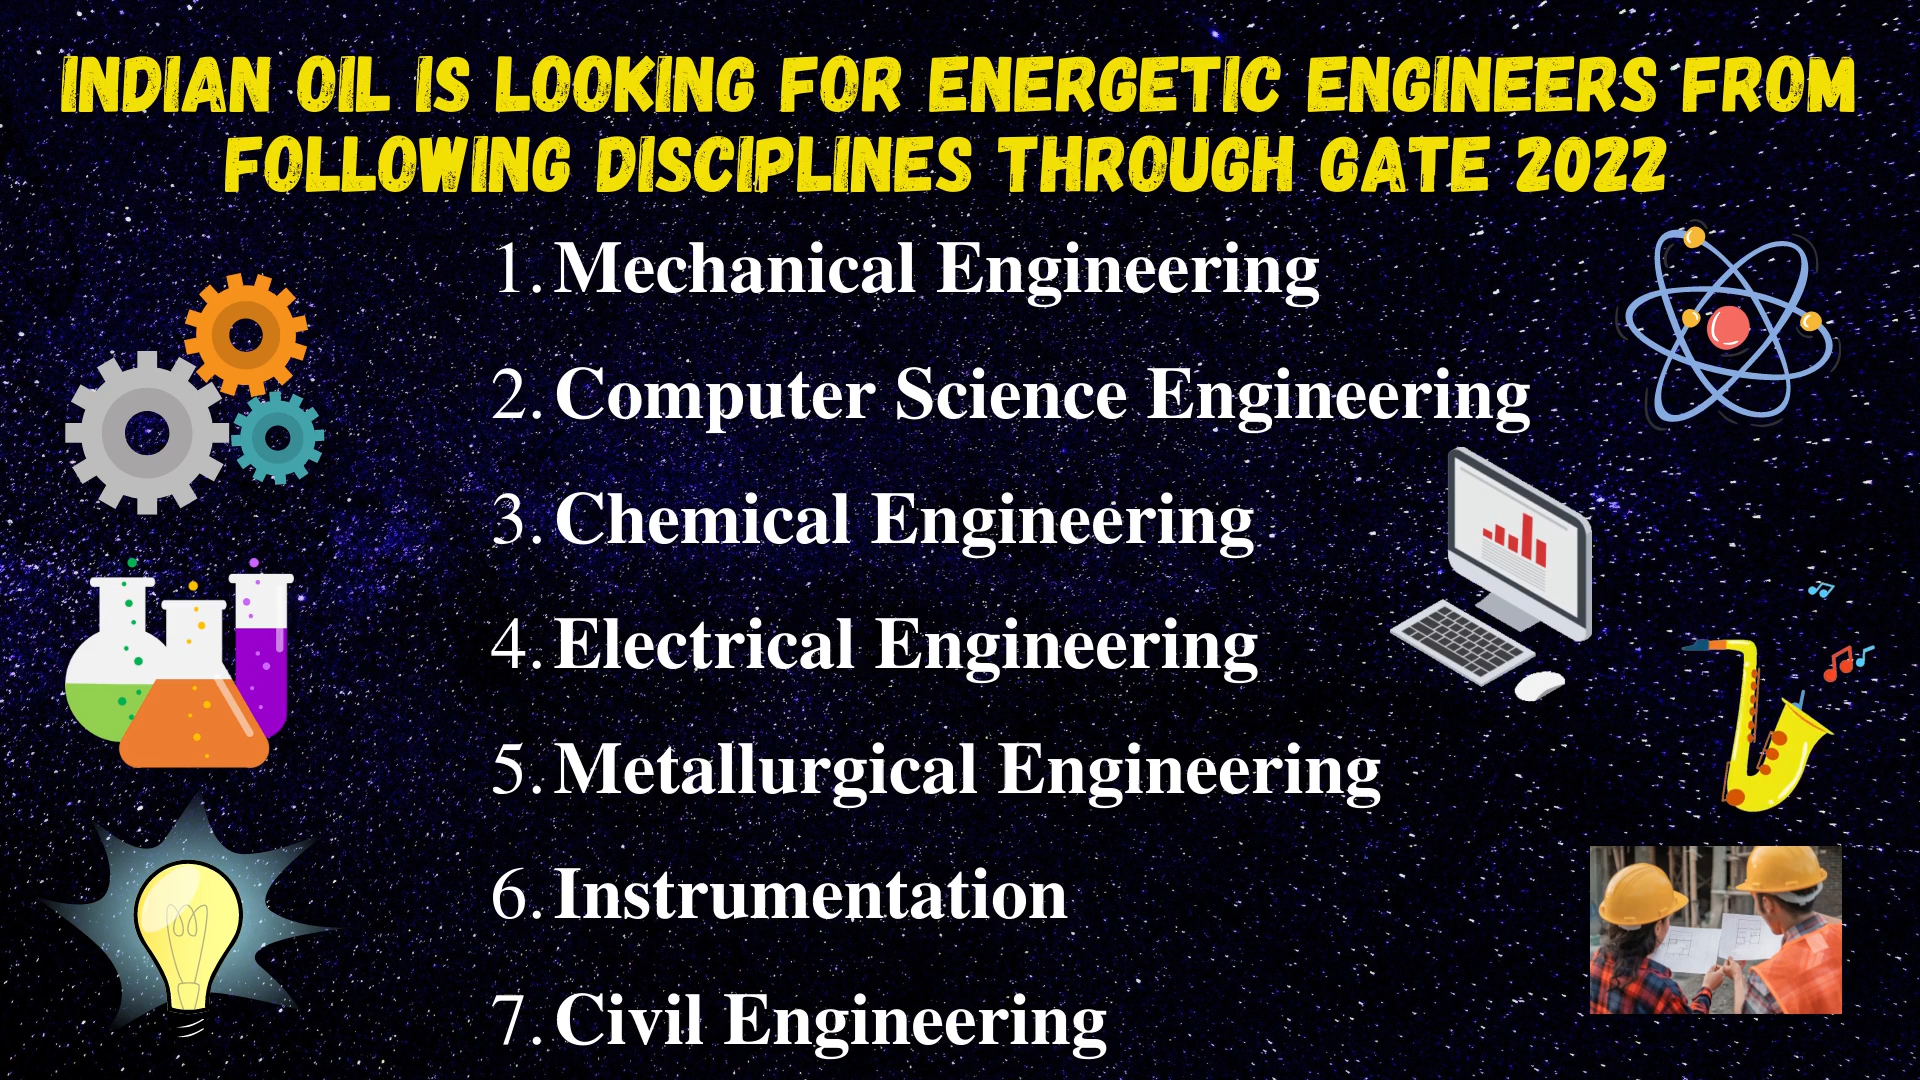 INDIAN OIL IS LOOKING FOR ENERGETIC ENGINEERS FROM
FOLLOWING DISCIPLINES THROUGH GATE 2022
1. Mechanical Engineering
2. Computer Science Engineering
3. Chemical Engineering
4. Electrical Engineering
5. Metallurgical Engineering
6. Instrumentation
7. Civil Engineering